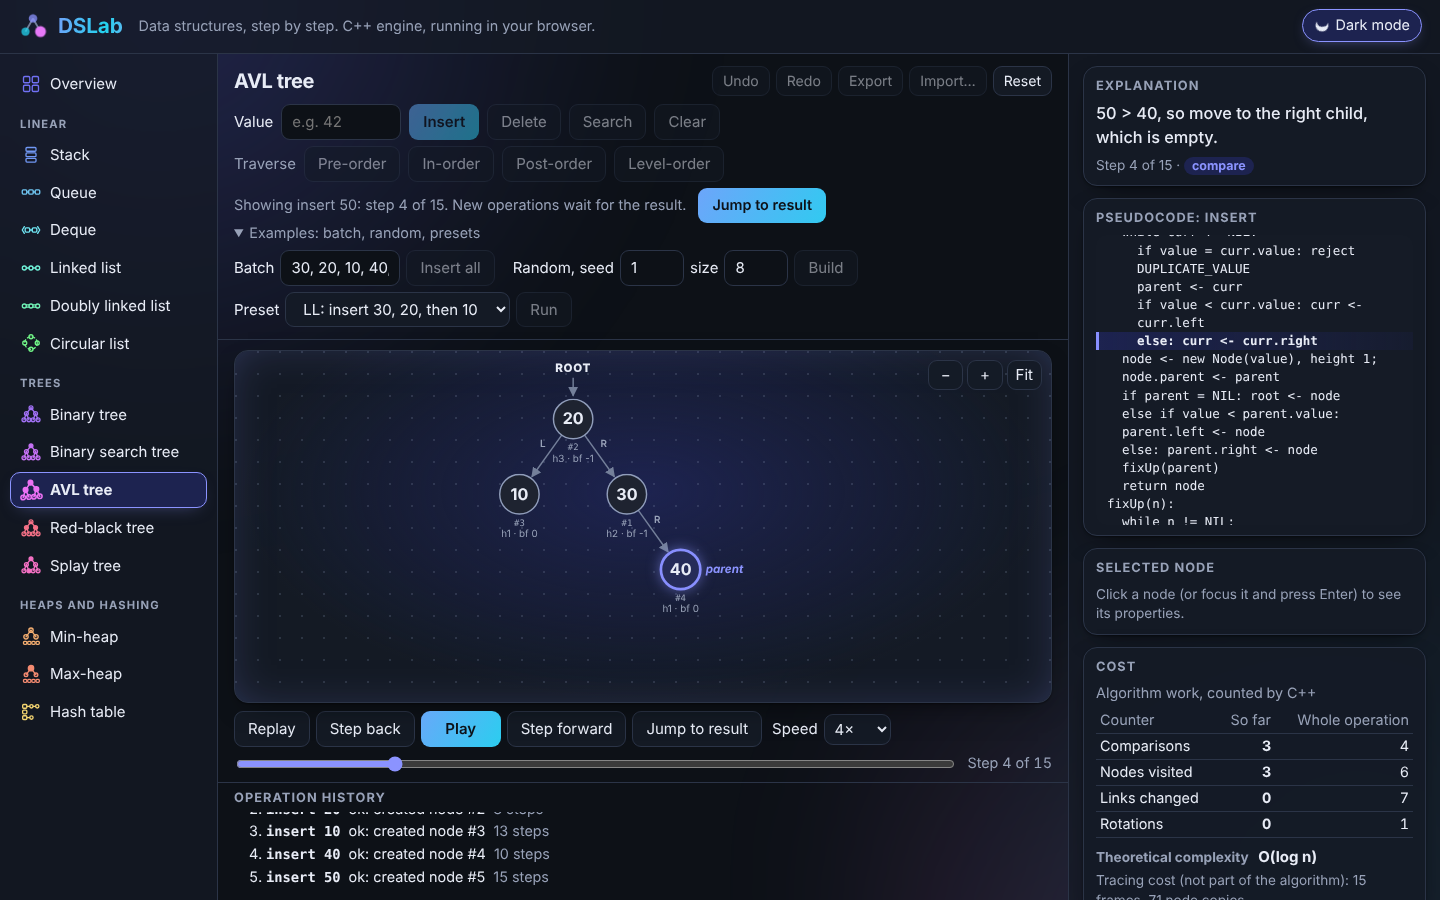 DSLab
Data structures, step by step. C++ engine, running in your browser.
Dark mode
Overview
LINEAR
Stack
Queue
Deque
Linked list
Doubly linked list
Circular list
TREES
Binary tree
Binary search tree
AVL tree
Red-black tree
Splay tree
HEAPS AND HASHING
Min-heap
Max-heap
Hash table
AVL tree
Undo
Redo
Export
Import...
Reset
Value
e.g. 42
Insert
Delete
Search
Clear
Traverse
Pre-order
In-order
Post-order
Level-order
Showing insert 50: step 4 of 15. New operations wait for the result.
Jump to result
▼ Examples: batch, random, presets
Batch
30, 20, 10, 40,
Insert all
Random, seed
1
size
8
Build
Preset
LL: insert 30, 20, then 10
Run
−
+
Fit
ROOT
20
L
R
#2
h3 · bf -1
10
30
#3
h1 · bf 0
#1
h2 · bf -1
R
40
parent
#4
h1 · bf 0
Replay
Step back
Play
Step forward
Jump to result
Speed
4×
Step 4 of 15
OPERATION HISTORY
3. insert 10 ok: created node #3 13 steps
4. insert 40 ok: created node #4 10 steps
5. insert 50 ok: created node #5 15 steps
EXPLANATION
50 > 40, so move to the right child,
which is empty.
Step 4 of 15 · compare
PSEUDOCODE: INSERT
if value = curr.value: reject
DUPLICATE_VALUE
parent <- curr
if value < curr.value: curr <-
curr.left
else: curr <- curr.right
node <- new Node(value), height 1;
node.parent <- parent
if parent = NIL: root <- node
else if value < parent.value:
parent.left <- node
else: parent.right <- node
fixUp(parent)
return node
fixUp(n):
while n != NIL:
SELECTED NODE
Click a node (or focus it and press Enter) to see
its properties.
COST
Algorithm work, counted by C++
Counter So far Whole operation
Comparisons 3 4
Nodes visited 3 6
Links changed 0 7
Rotations 0 1
Theoretical complexity O(log n)
Tracing cost (not part of the algorithm): 15
frames, 71 node copies